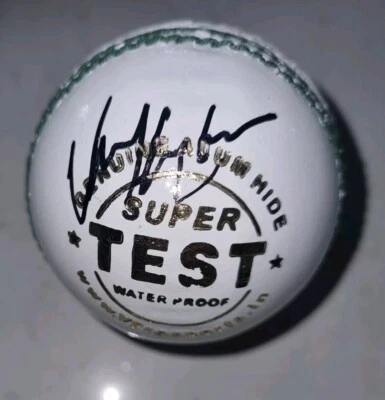 GENUINE ALUM HIDE
SUPER
TEST
WATER PROOF